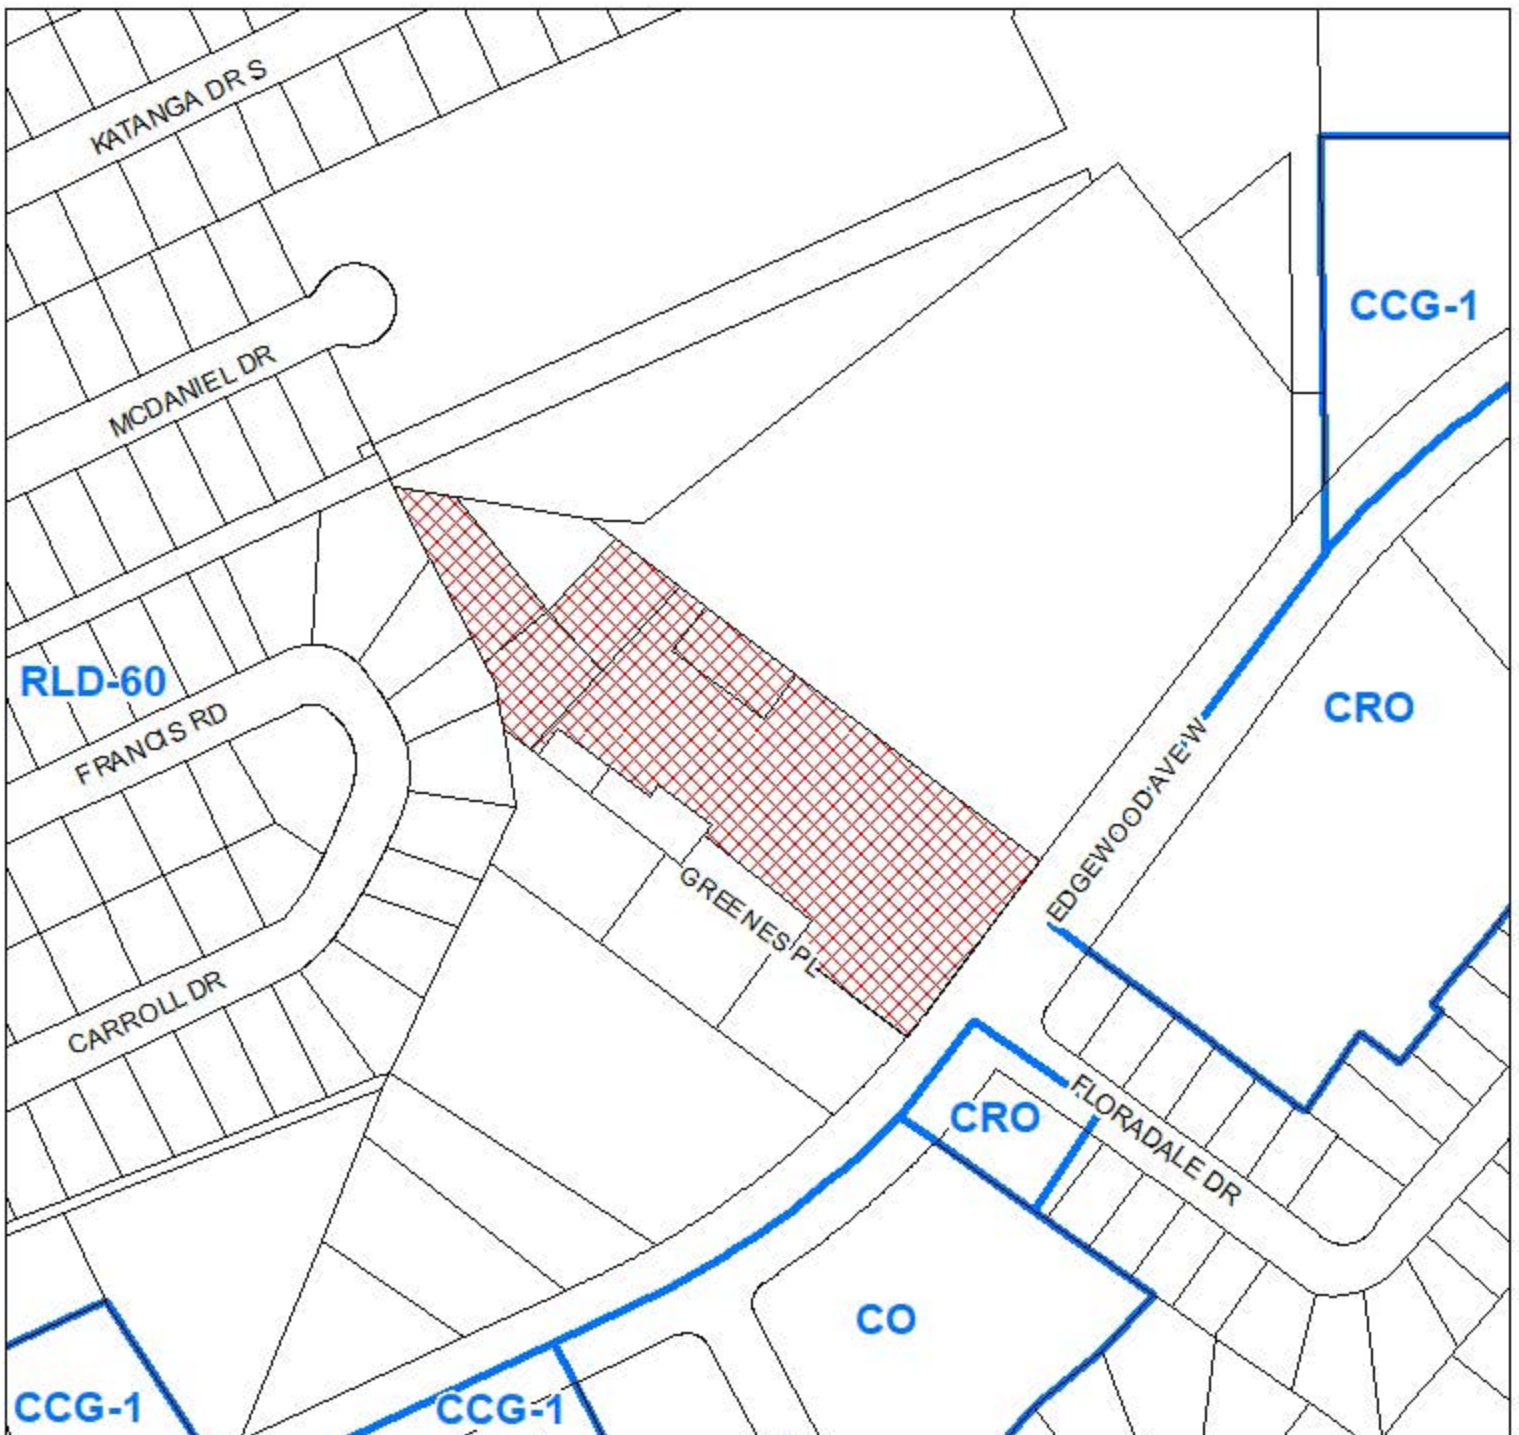 KATANGA DR S
CCG-1
MCDANIEL DR
RLD-60
CRO
FRANCIS RD
EDGEWOOD AVE W
GREENES PL
CARROLL DR
CRO
FLORADALE DR
CO
CCG-1
CCG-1